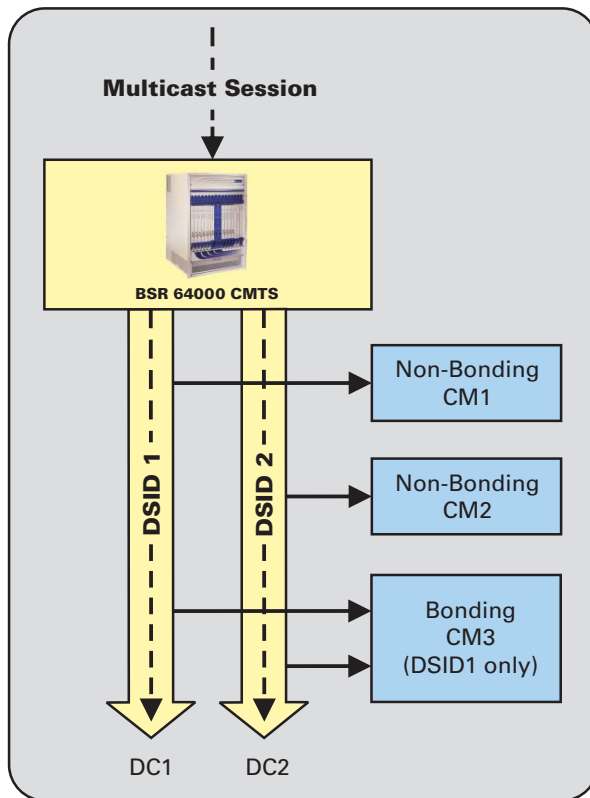 Multicast Session
BSR 64000 CMTS
Non-Bonding
CM1
DSID 1
DSID 2
Non-Bonding
CM2
Bonding
CM3
(DSID1 only)
DC1
DC2